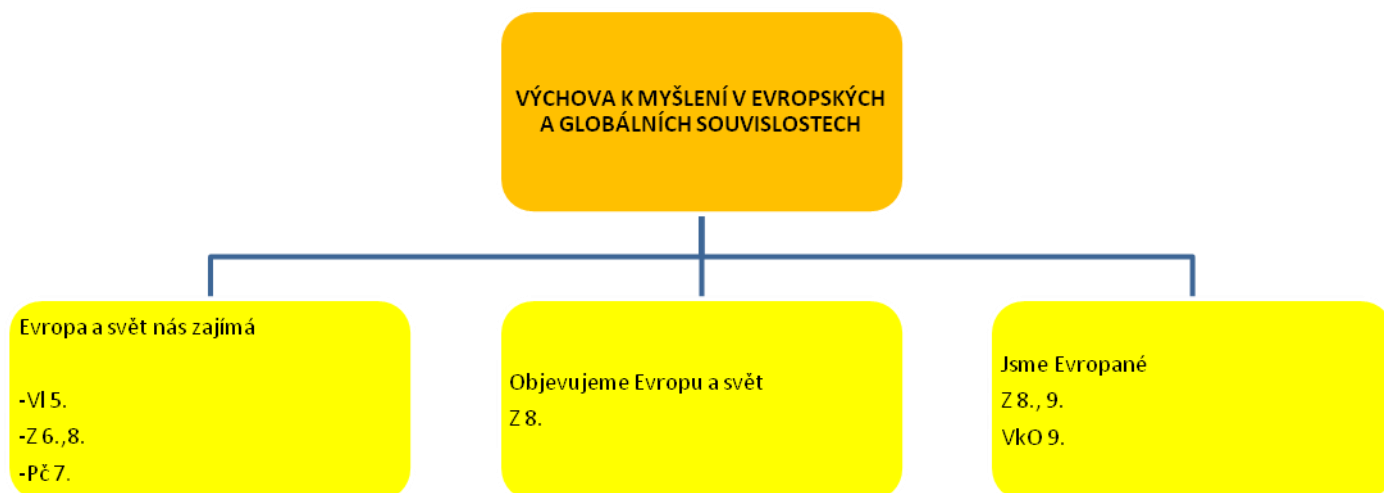 VÝCHOVA K MYŠLENÍ V EVROPSKÝCH
A GLOBÁLNÍCH SOUVISLOSTECH
Evropa a svět nás zajímá
-Vl 5.
-Z 6.,8.
-Pč 7.
Objevujeme Evropu a svět
Z 8.
Jsme Evropané
Z 8., 9.
VkO 9.